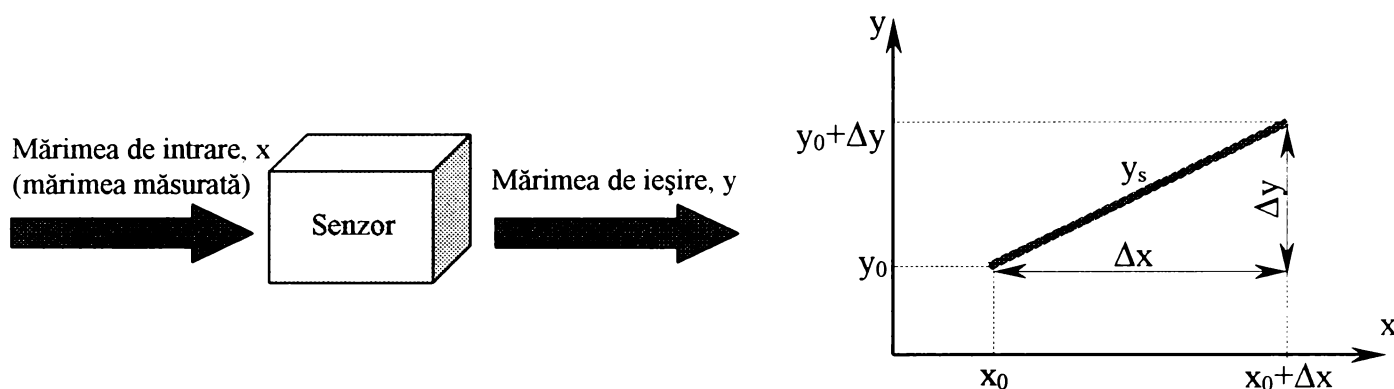 Mărimea de intrare, x
(mărimea măsurată)
Senzor
Mărimea de ieşire, y
y
y₀+Δy
yₛ
Δy
y₀
Δx
x
x₀
x₀+Δx